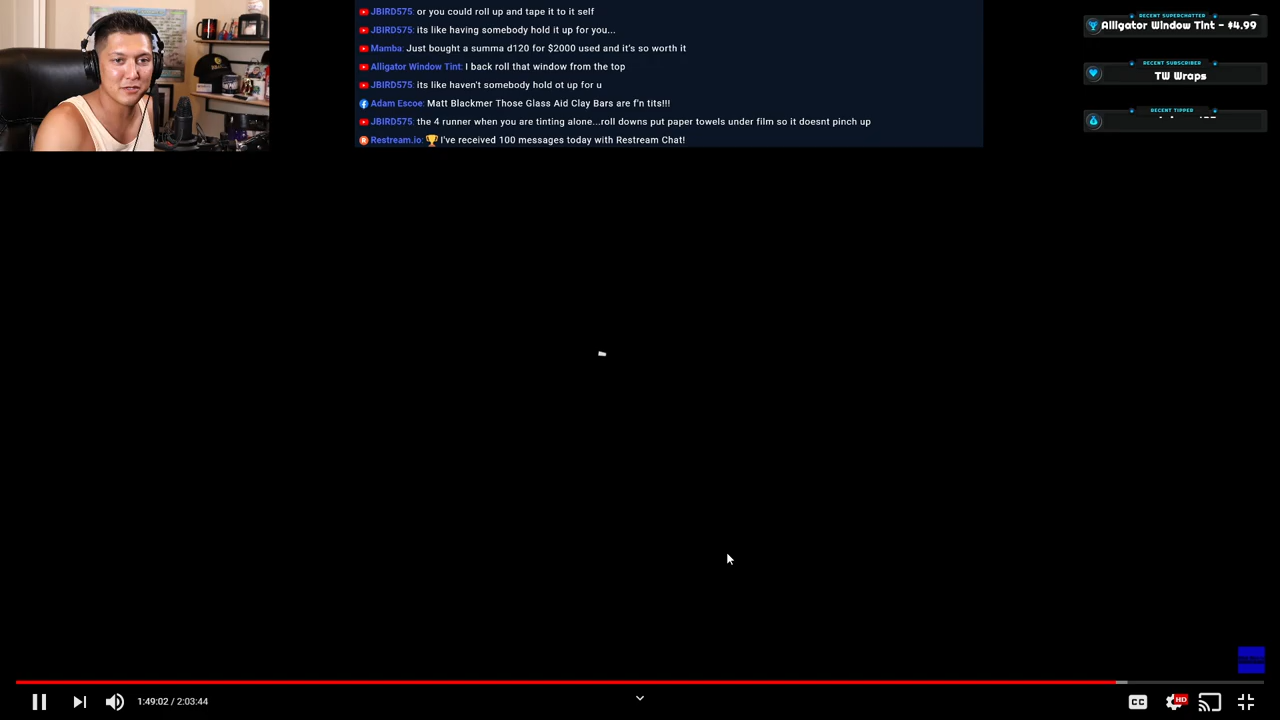 JBIRD575: or you could roll up and tape it to itself
JBIRD575: its like having somebody hold it up for you...
Mamba: Just bought a summa d120 for $2000 used and it's so worth it
Alligator Window Tint: I back roll that window from the top
JBIRD575: its like haven't somebody hold ot up for u
Adam Escoe: Matt Blackmer Those Glass Aid Clay Bars are f'n tits!!!
JBIRD575: the 4 runner when you are tinting alone...roll downs put paper towels under film so it doesnt pinch up
Restream.io: 🏆 I've received 100 messages today with Restream Chat!
RECENT SUPERCHATTER
Alligator Window Tint - $4.99
RECENT SUBSCRIBER
TW Wraps
RECENT TIPPER
1:49:02 / 2:03:44
CC
HD